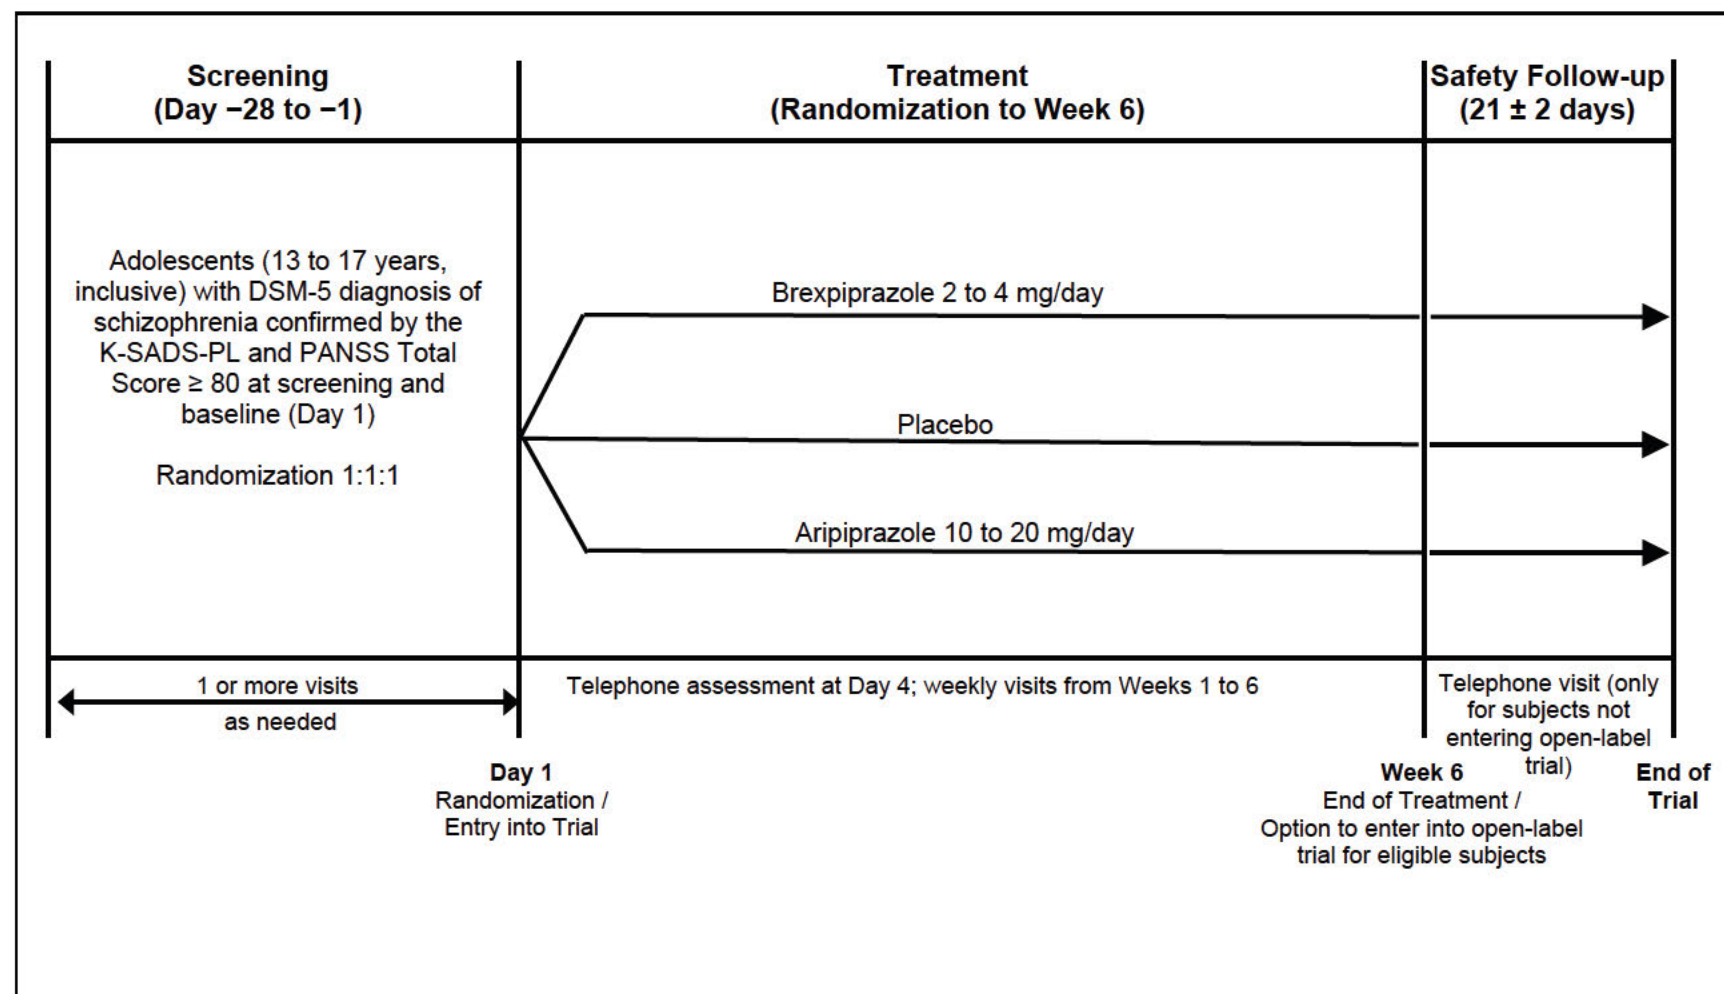 Screening
(Day −28 to −1)
Treatment
(Randomization to Week 6)
Safety Follow-up
(21 ± 2 days)
Adolescents (13 to 17 years,
inclusive) with DSM-5 diagnosis of
schizophrenia confirmed by the
K-SADS-PL and PANSS Total
Score ≥ 80 at screening and
baseline (Day 1)
Randomization 1:1:1
Brexpiprazole 2 to 4 mg/day
Placebo
Aripiprazole 10 to 20 mg/day
1 or more visits
as needed
Telephone assessment at Day 4; weekly visits from Weeks 1 to 6
Telephone visit (only
for subjects not
entering open-label
trial)
Day 1
Randomization /
Entry into Trial
Week 6
End of Treatment /
Option to enter into open-label
trial for eligible subjects
End of
Trial